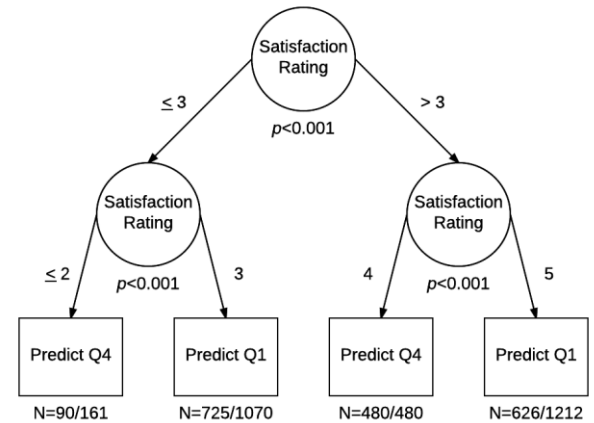 Satisfaction
Rating
≤ 3
> 3
p<0.001
Satisfaction
Rating
Satisfaction
Rating
≤ 2
p<0.001
3
4
p<0.001
5
Predict Q4
Predict Q1
Predict Q4
Predict Q1
N=90/161
N=725/1070
N=480/480
N=626/1212